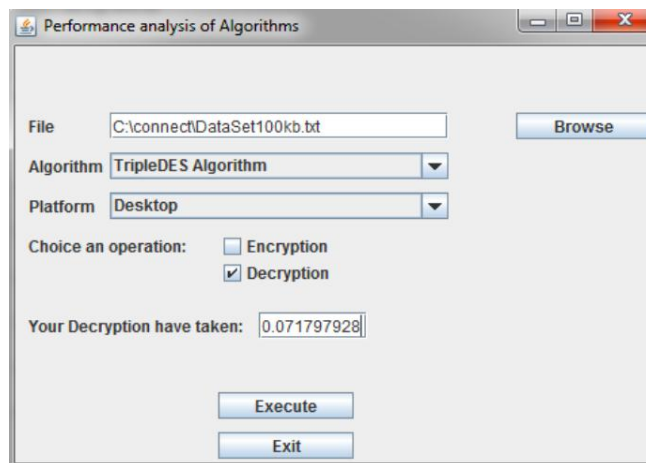 Performance analysis of Algorithms
File C:\connect\DataSet100kb.txt Browse
Algorithm TripleDES Algorithm
Platform Desktop
Choice an operation: Encryption
Decryption
Your Decryption have taken: 0.071797928
Execute
Exit